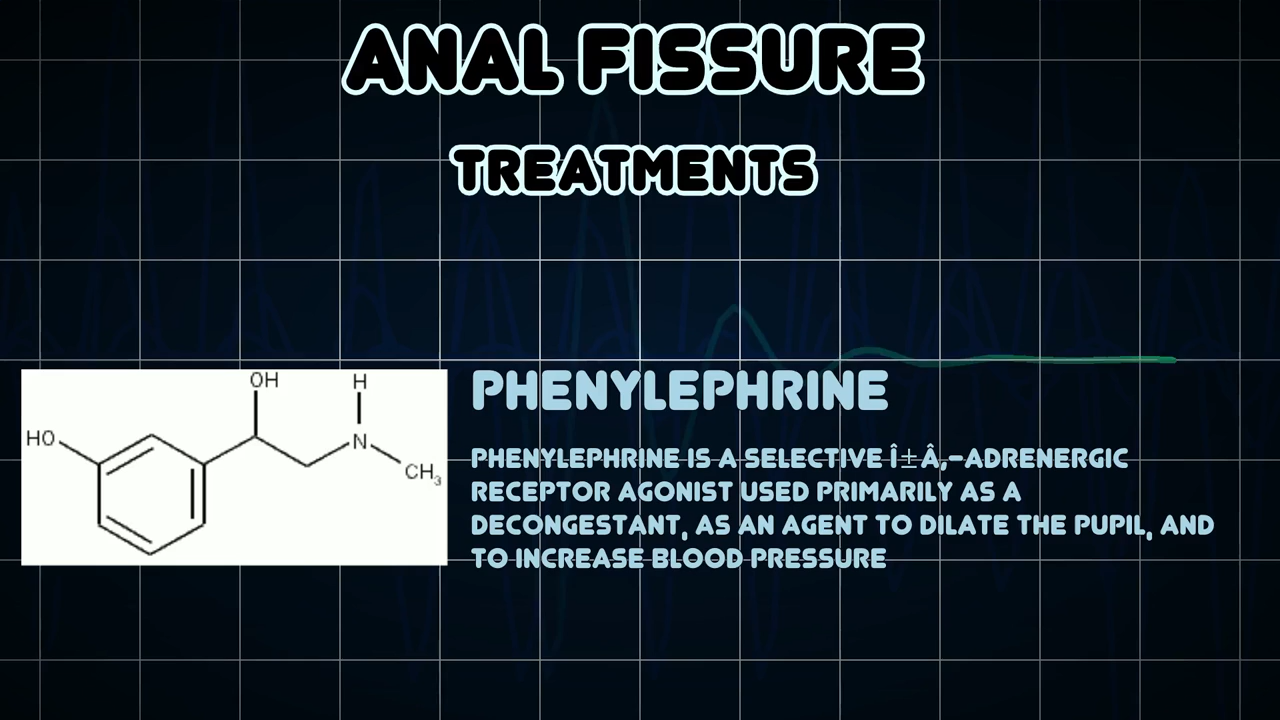 ANAL FISSURE
TREATMENTS
OH
H
HO
N
CH₃
PHENYLEPHRINE
PHENYLEPHRINE IS A SELECTIVE Î±Â‚-ADRENERGIC
RECEPTOR AGONIST USED PRIMARILY AS A
DECONGESTANT, AS AN AGENT TO DILATE THE PUPIL, AND
TO INCREASE BLOOD PRESSURE